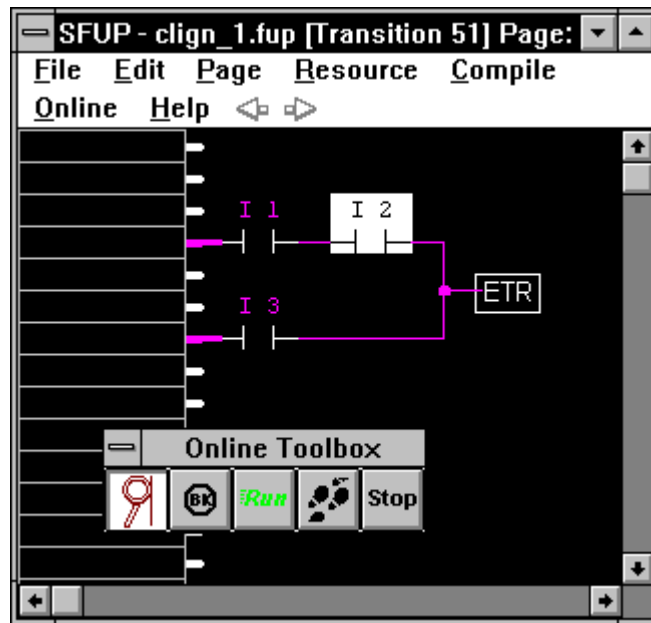 SFUP - clign_1.fup [Transition 51] Page:
File Edit Page Resource Compile
Online Help
I 1 I 2
ETR
I 3
Online Toolbox
BK Run Stop